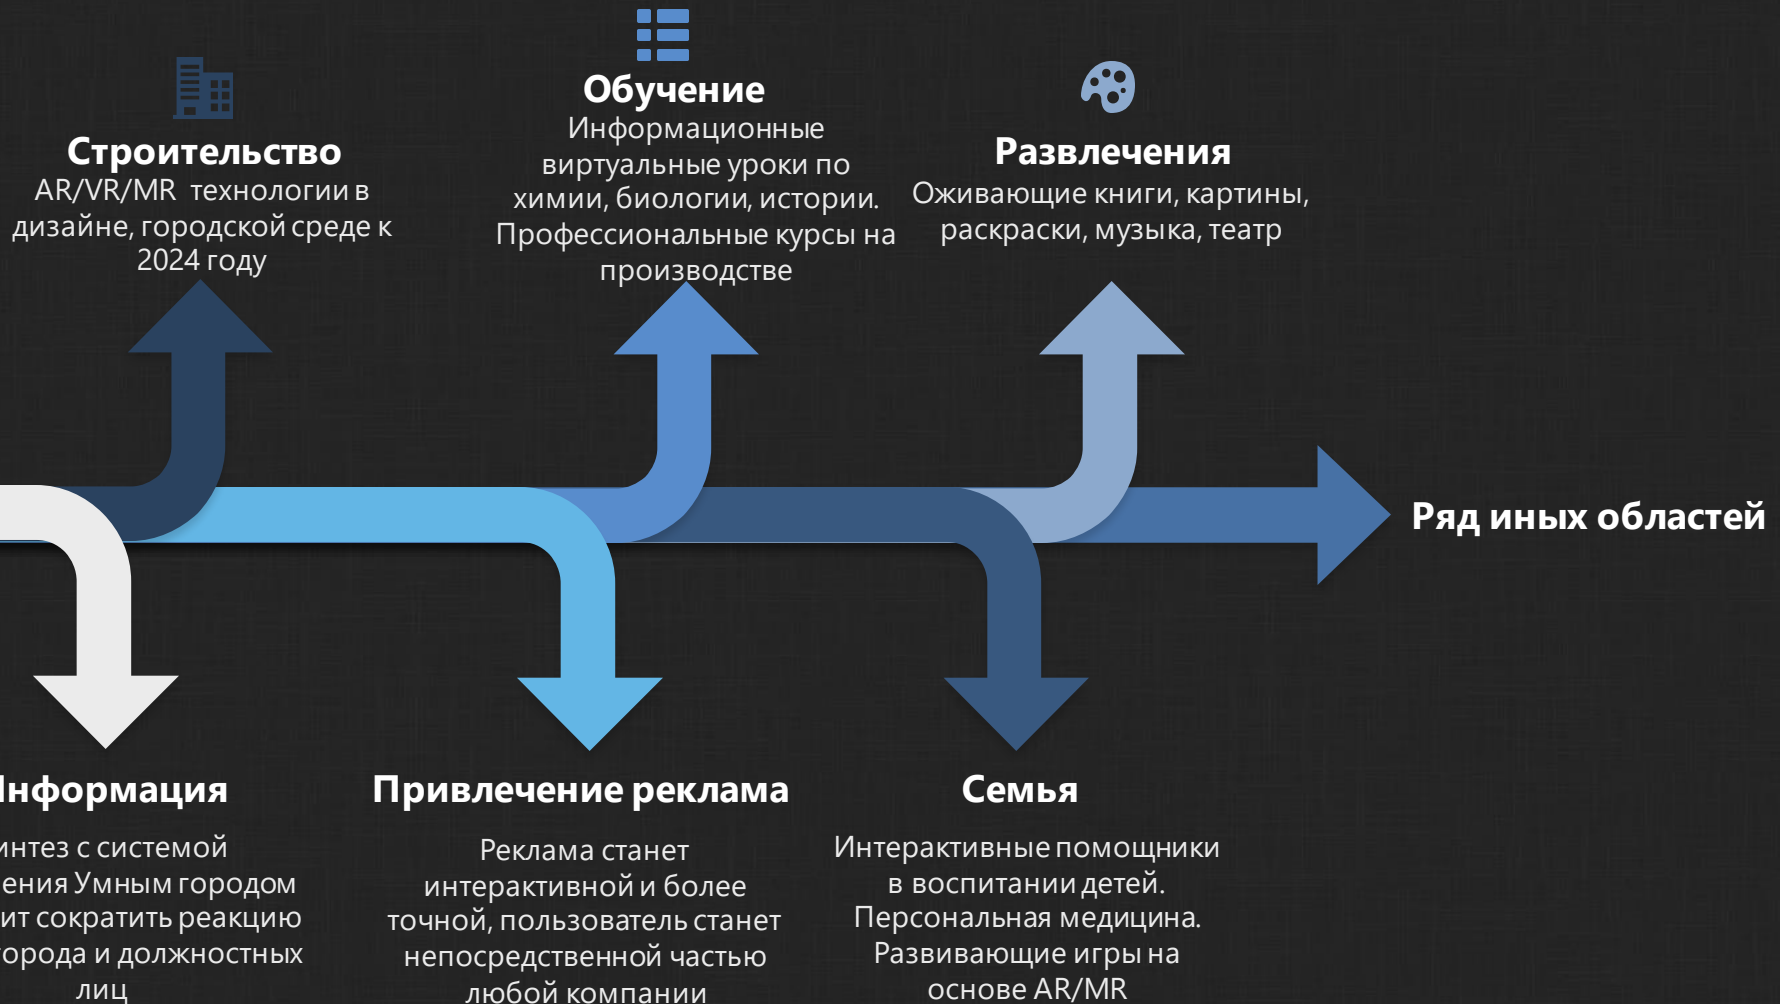 Строительство
AR/VR/MR технологии в
дизайне, городской среде к
2024 году
Обучение
Информационные
виртуальные уроки по
химии, биологии, истории.
Профессиональные курсы на
производстве
Развлечения
Оживающие книги, картины,
раскраски, музыка, театр
Ряд иных областей
нформация
интез с системой
ения Умным городом
ит сократить реакцию
орода и должностных
лиц
Привлечение реклама
Реклама станет
интерактивной и более
точной, пользователь станет
непосредственной частью
любой компании
Семья
Интерактивные помощники
в воспитании детей.
Персональная медицина.
Развивающие игры на
основе AR/MR